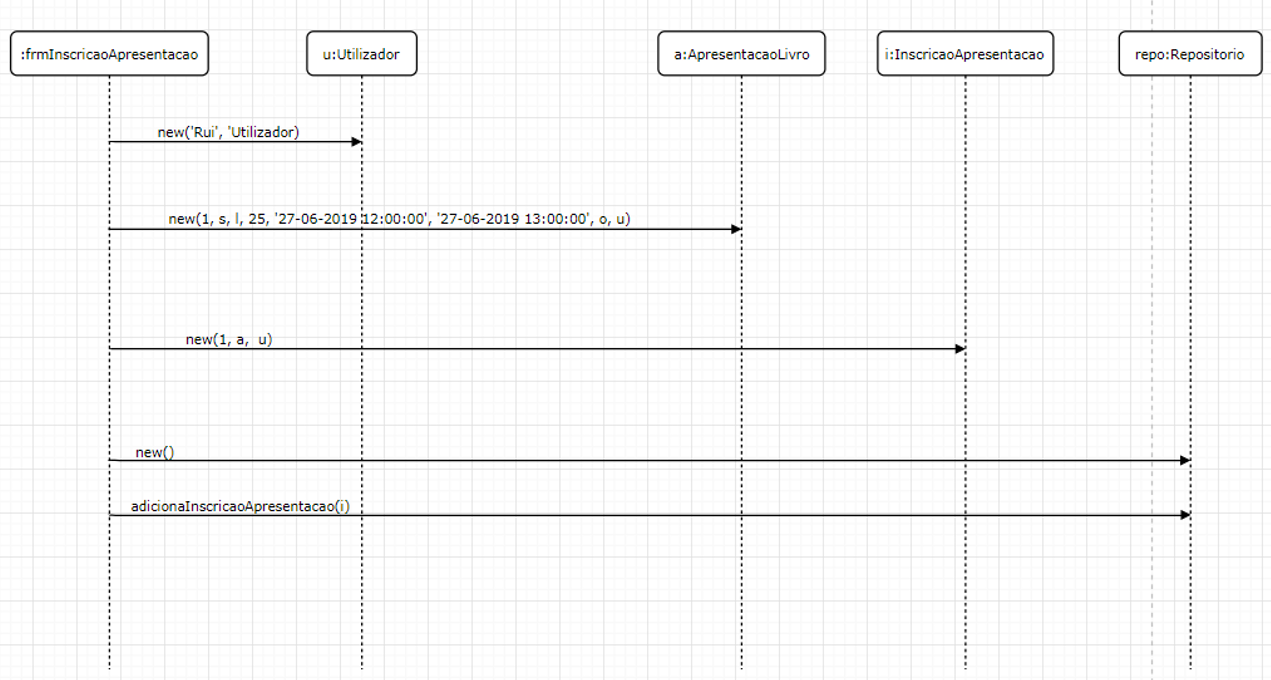 :frmInscricaoApresentacao
u:Utilizador
a:ApresentacaoLivro
i:InscricaoApresentacao
repo:Repositorio
new('Rui', 'Utilizador)
new(1, s, l, 25, '27-06-2019 12:00:00', '27-06-2019 13:00:00', o, u)
new(1, a,  u)
new()
adicionaInscricaoApresentacao(i)